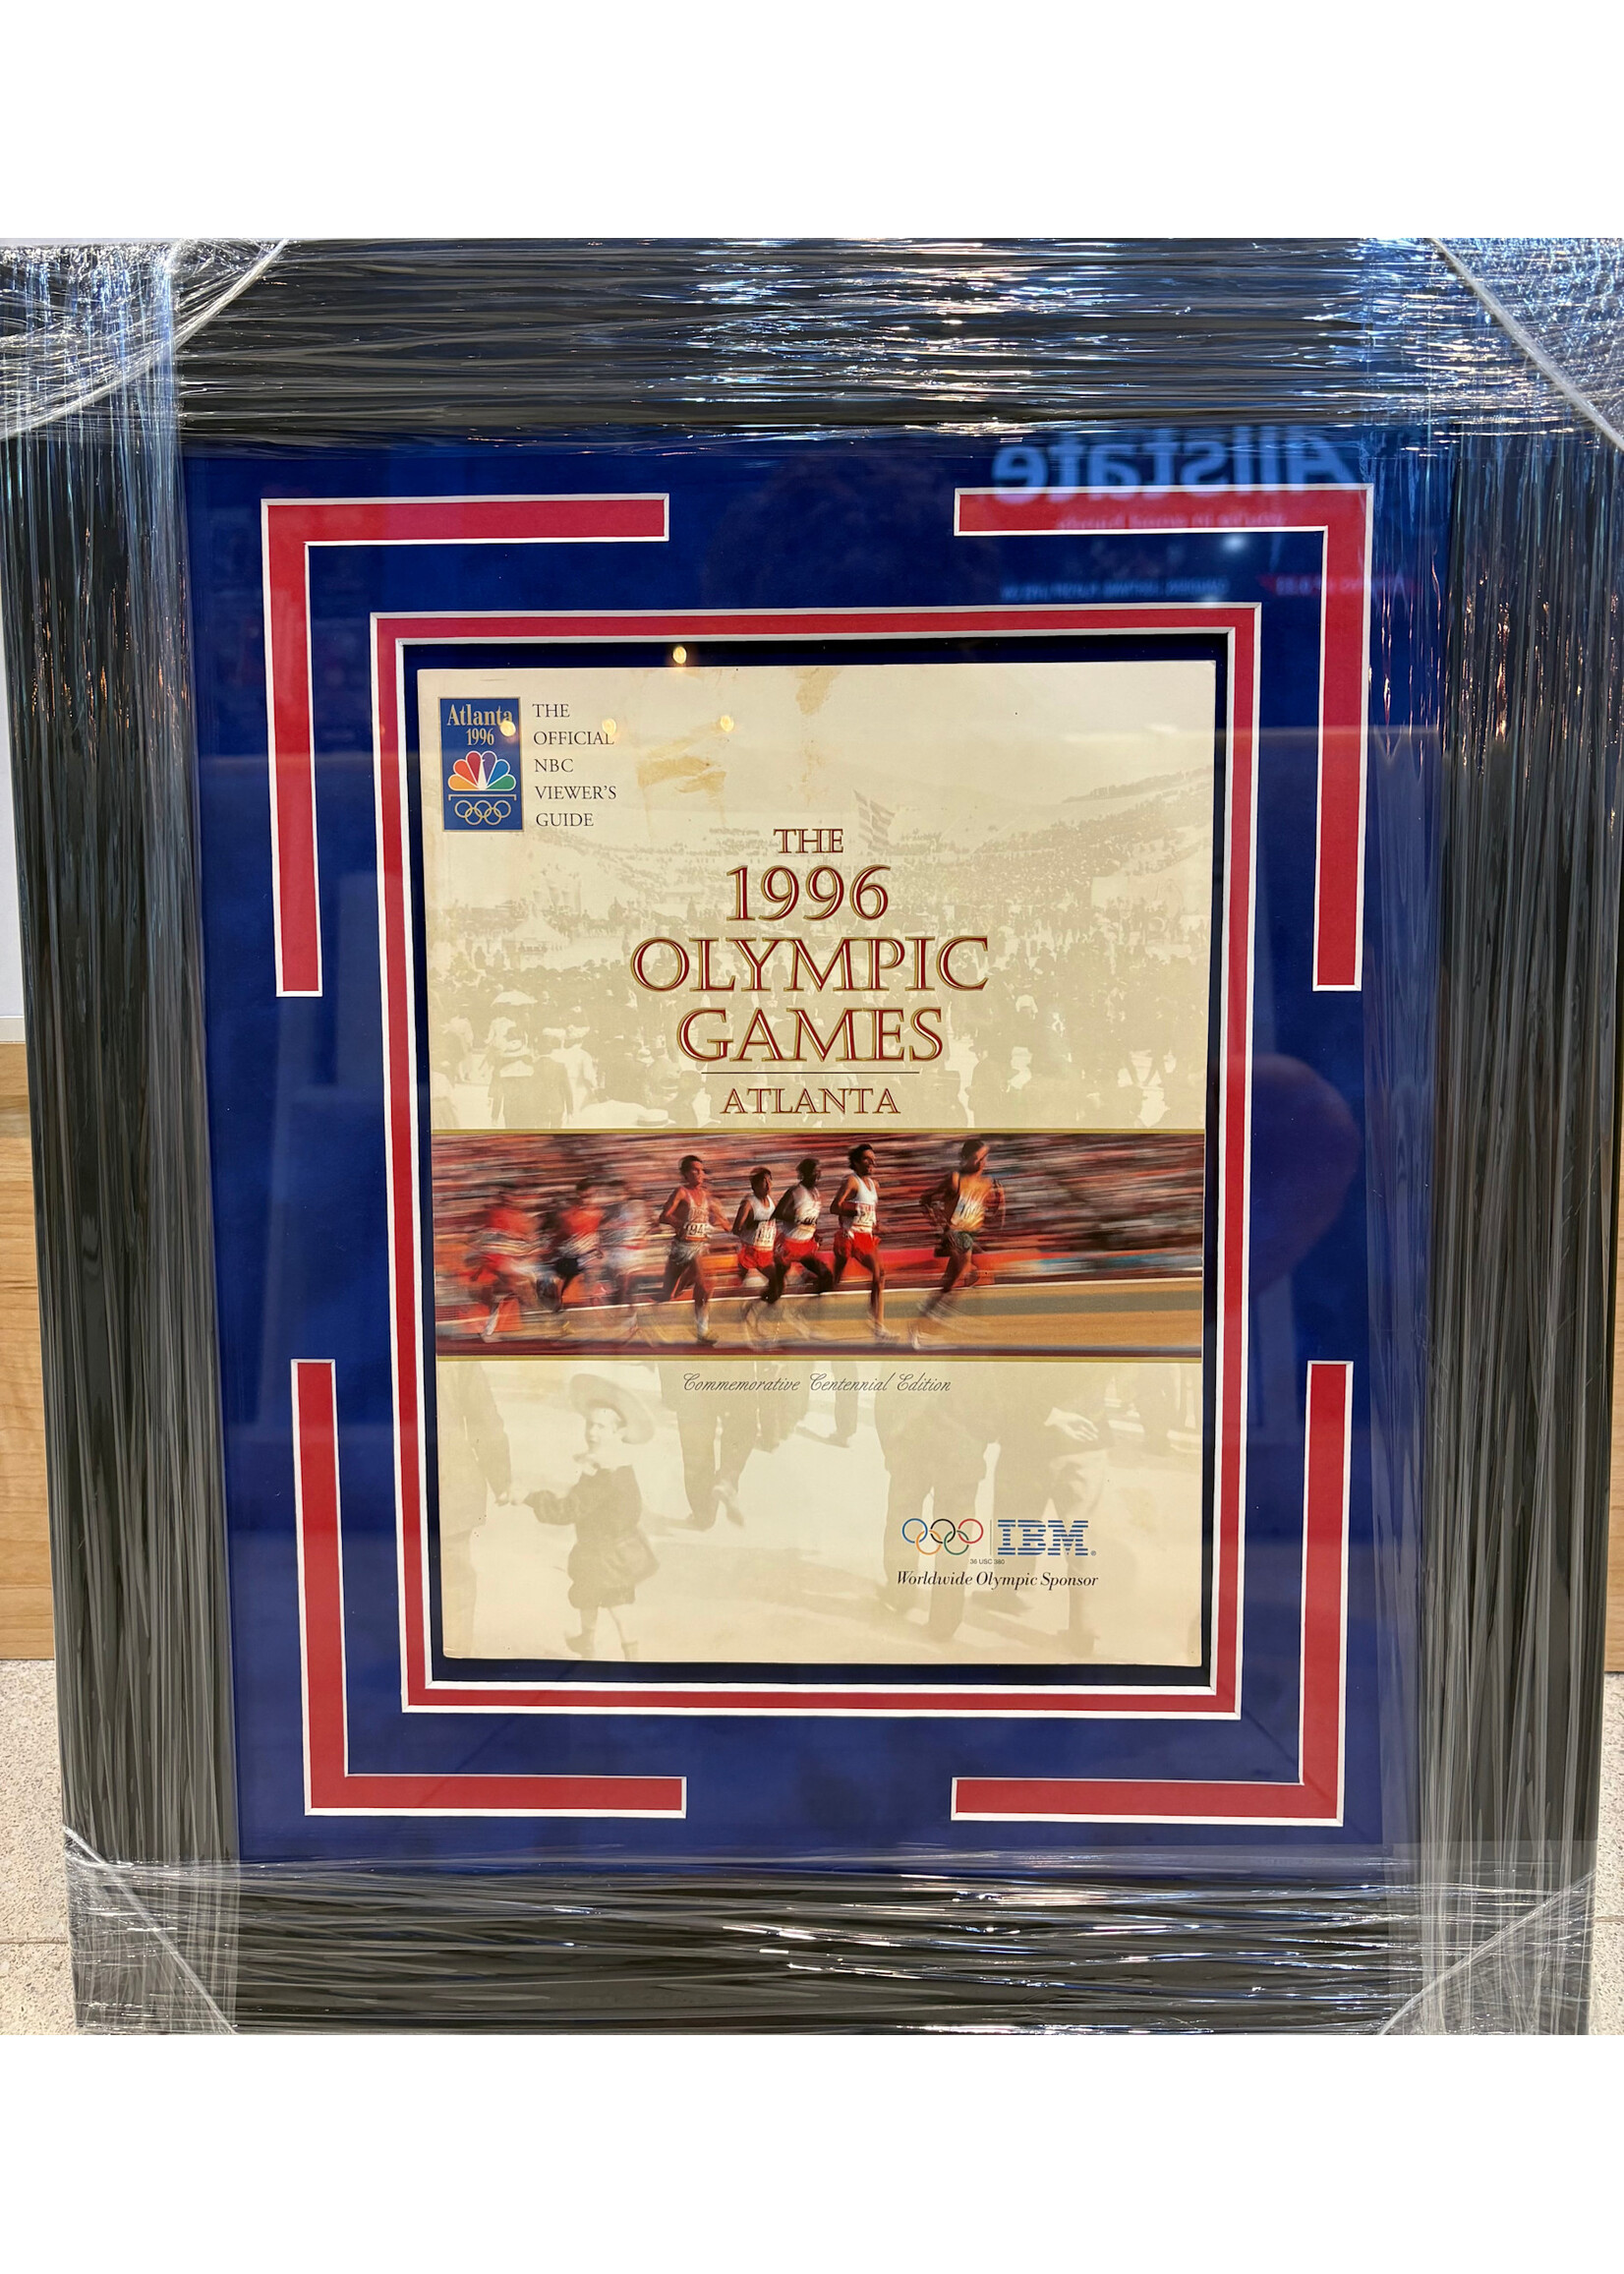 Allstate
Atlanta
1996
THE
OFFICIAL
NBC
VIEWER'S
GUIDE
THE
1996
OLYMPIC
GAMES
ATLANTA
Commemorative Centennial Edition
IBM
36 USC 380
Worldwide Olympic Sponsor